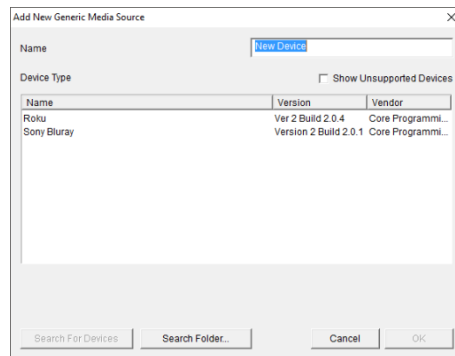 Add New Generic Media Source
Name New Device
Device Type Show Unsupported Devices
Name Version Vendor
Roku Ver 2 Build 2.0.4 Core Programmi...
Sony Bluray Version 2 Build 2.0.1 Core Programmi...
Search For Devices Search Folder... Cancel OK